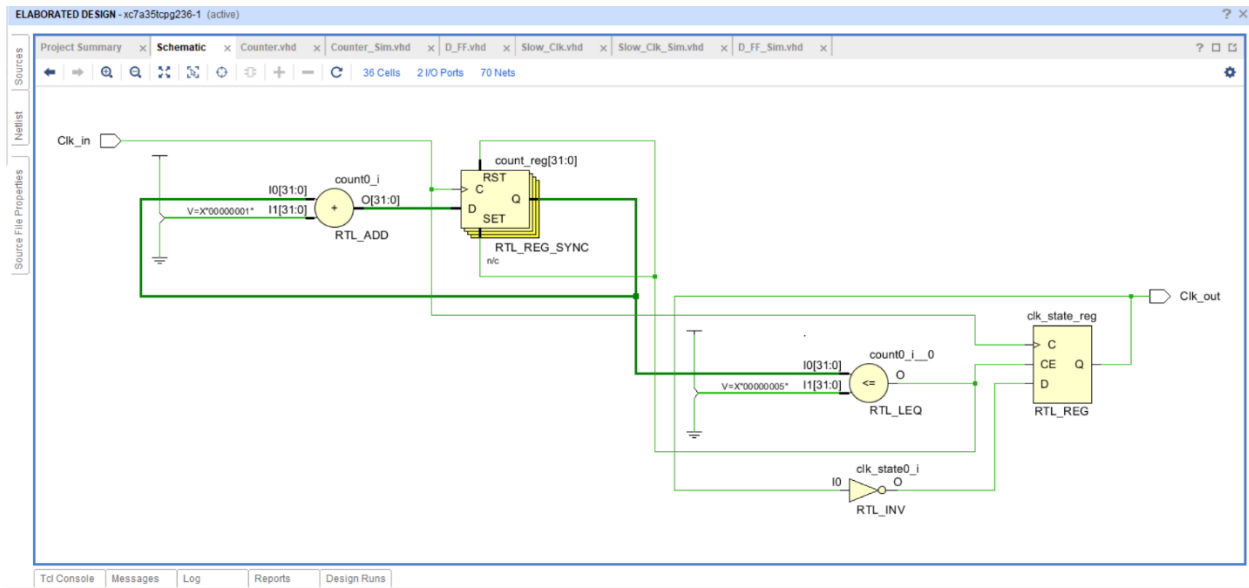 ELABORATED DESIGN - xc7a35tcpg236-1 (active)
Sources
Netlist
Source File Properties
Project Summary
Schematic
Counter.vhd
Counter_Sim.vhd
D_FF.vhd
Slow_Clk.vhd
Slow_Clk_Sim.vhd
D_FF_Sim.vhd
36 Cells 2 I/O Ports 70 Nets
Clk_in
count_reg[31:0]
RST
C
D
Q
SET
RTL_REG_SYNC
n/c
count0_i
I0[31:0]
I1[31:0]
O[31:0]
V=X"00000001"
+
RTL_ADD
Clk_out
clk_state_reg
C
CE Q
D
RTL_REG
count0_i__0
I0[31:0]
I1[31:0]
O
V=X"00000005"
<=
RTL_LEQ
clk_state0_i
I0
O
RTL_INV
Tcl Console
Messages
Log
Reports
Design Runs